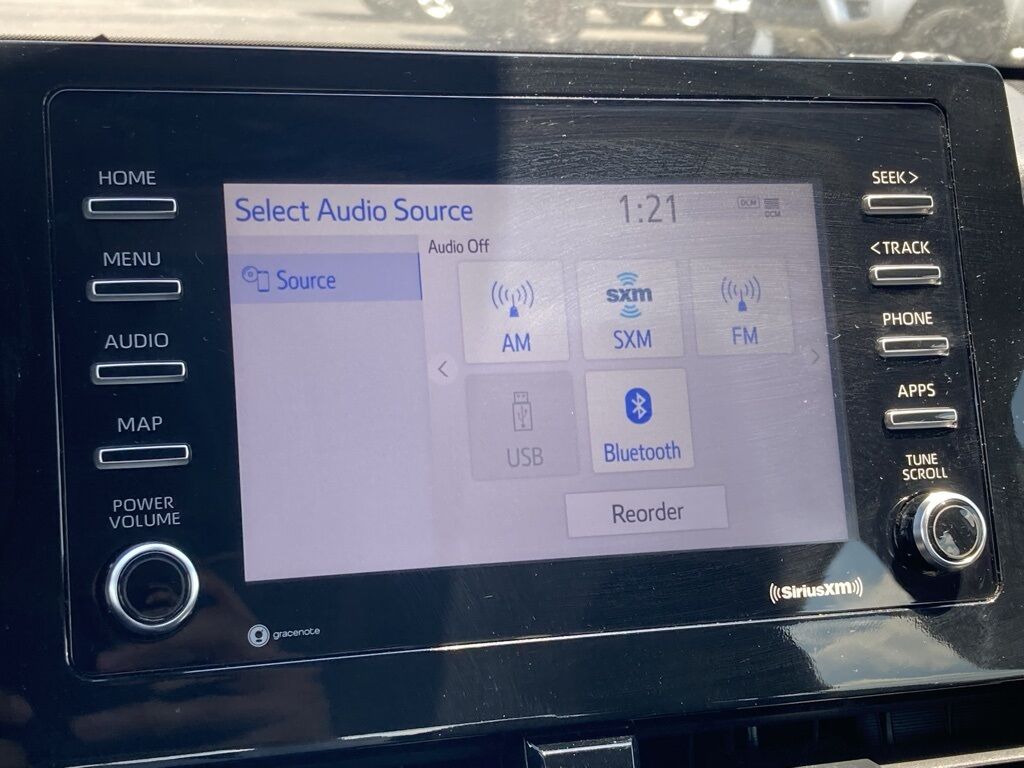 HOME
MENU
AUDIO
MAP
POWER
VOLUME
Select Audio Source
1:21
DCM
Source
Audio Off
AM
sxm
SXM
FM
USB
Bluetooth
Reorder
SEEK >
< TRACK
PHONE
APPS
TUNE
SCROLL
gracenote
((SiriusXM))